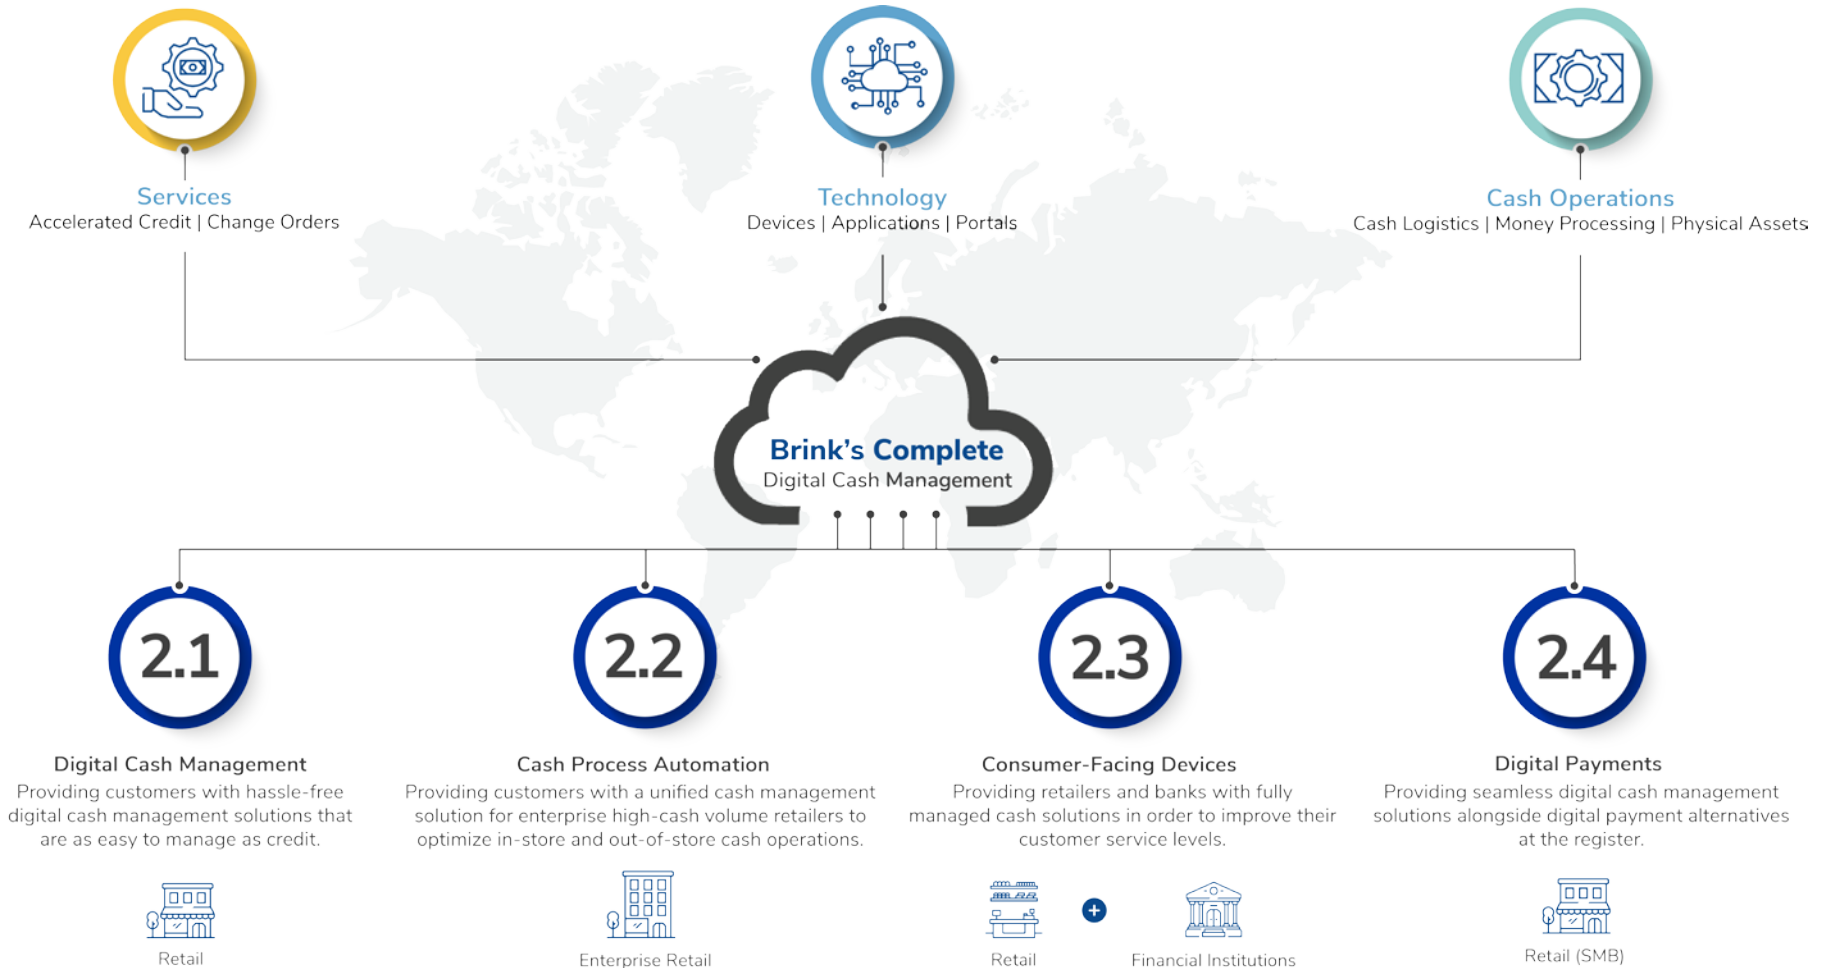 Services
Accelerated Credit | Change Orders
Technology
Devices | Applications | Portals
Cash Operations
Cash Logistics | Money Processing | Physical Assets
Brink's Complete
Digital Cash Management
2.1
Digital Cash Management
Providing customers with hassle-free
digital cash management solutions that
are as easy to manage as credit.
Retail
2.2
Cash Process Automation
Providing customers with a unified cash management
solution for enterprise high-cash volume retailers to
optimize in-store and out-of-store cash operations.
Enterprise Retail
2.3
Consumer-Facing Devices
Providing retailers and banks with fully
managed cash solutions in order to improve their
customer service levels.
Retail
+
Financial Institutions
2.4
Digital Payments
Providing seamless digital cash management
solutions alongside digital payment alternatives
at the register.
Retail (SMB)